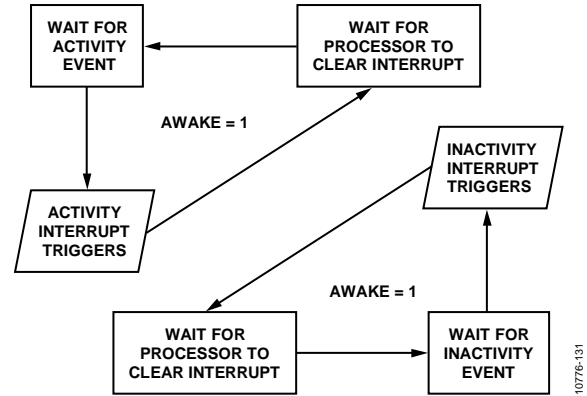 WAIT FOR
ACTIVITY
EVENT
WAIT FOR
PROCESSOR TO
CLEAR INTERRUPT
AWAKE = 1
ACTIVITY
INTERRUPT
TRIGGERS
INACTIVITY
INTERRUPT
TRIGGERS
AWAKE = 1
WAIT FOR
PROCESSOR TO
CLEAR INTERRUPT
WAIT FOR
INACTIVITY
EVENT
10776-131